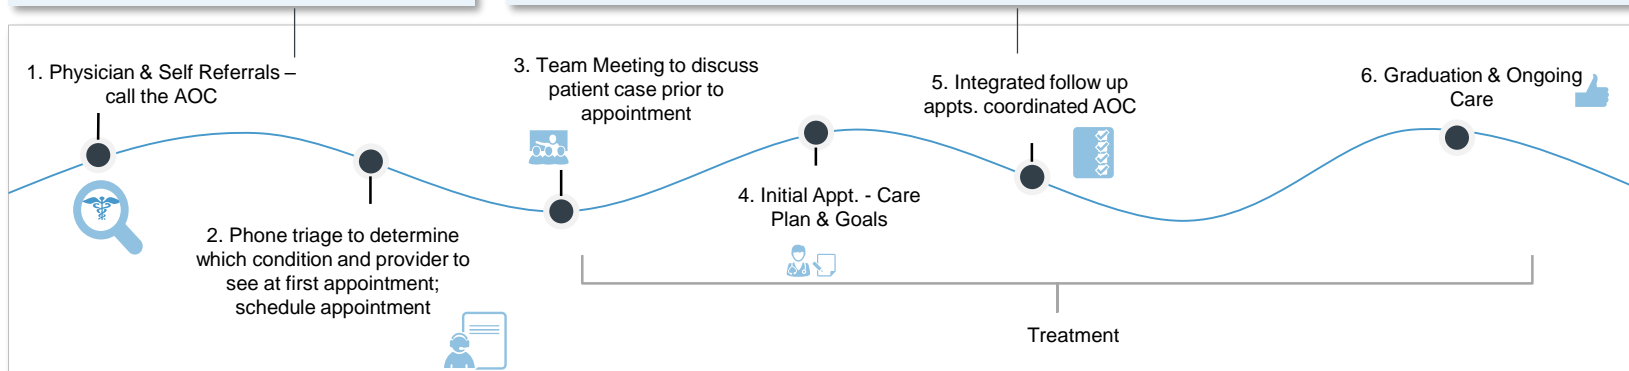 1. Physician & Self Referrals –
call the AOC
2. Phone triage to determine
which condition and provider to
see at first appointment;
schedule appointment
3. Team Meeting to discuss
patient case prior to
appointment
4. Initial Appt. - Care
Plan & Goals
5. Integrated follow up
appts. coordinated AOC
6. Graduation & Ongoing
Care
Treatment